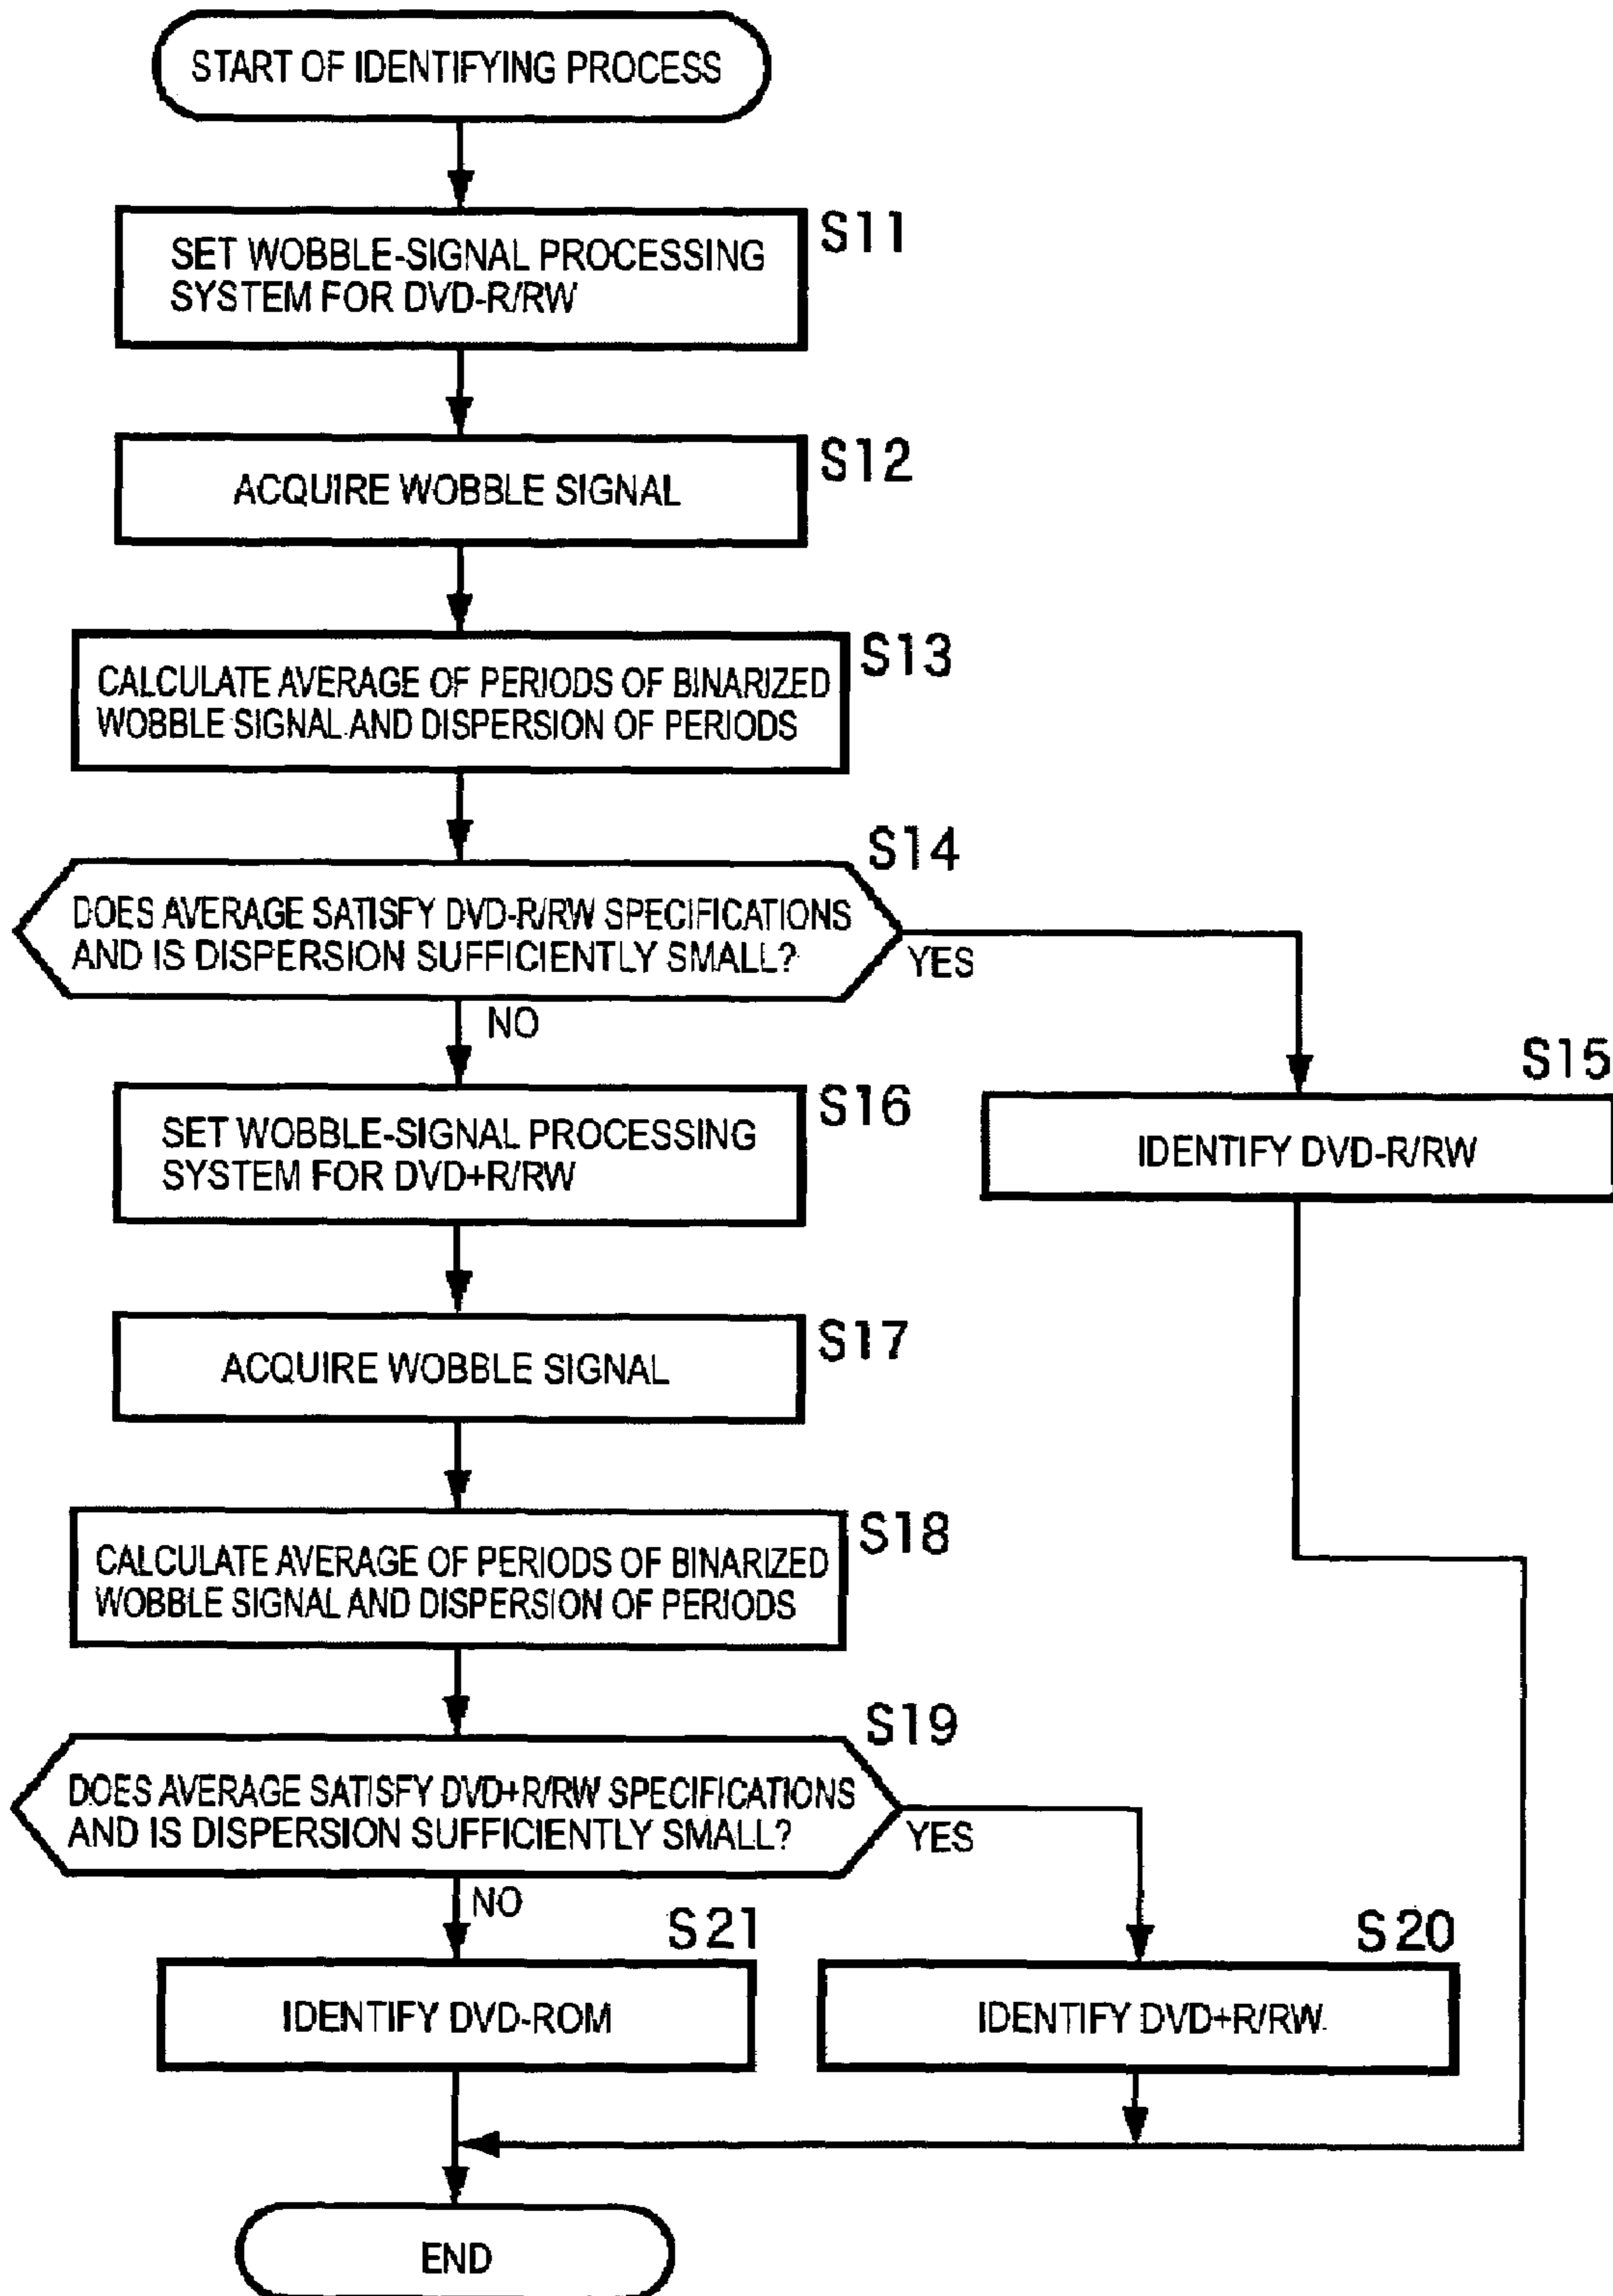 START OF IDENTIFYING PROCESS
S11
SET WOBBLE-SIGNAL PROCESSING
SYSTEM FOR DVD-R/RW
S12
ACQUIRE WOBBLE SIGNAL
S13
CALCULATE AVERAGE OF PERIODS OF BINARIZED
WOBBLE SIGNAL AND DISPERSION OF PERIODS
S14
DOES AVERAGE SATISFY DVD-R/RW SPECIFICATIONS
AND IS DISPERSION SUFFICIENTLY SMALL?
YES
NO
S15
IDENTIFY DVD-R/RW
S16
SET WOBBLE-SIGNAL PROCESSING
SYSTEM FOR DVD+R/RW
S17
ACQUIRE WOBBLE SIGNAL
S18
CALCULATE AVERAGE OF PERIODS OF BINARIZED
WOBBLE SIGNAL AND DISPERSION OF PERIODS
S19
DOES AVERAGE SATISFY DVD+R/RW SPECIFICATIONS
AND IS DISPERSION SUFFICIENTLY SMALL?
YES
NO
S21
IDENTIFY DVD-ROM
S20
IDENTIFY DVD+R/RW
END